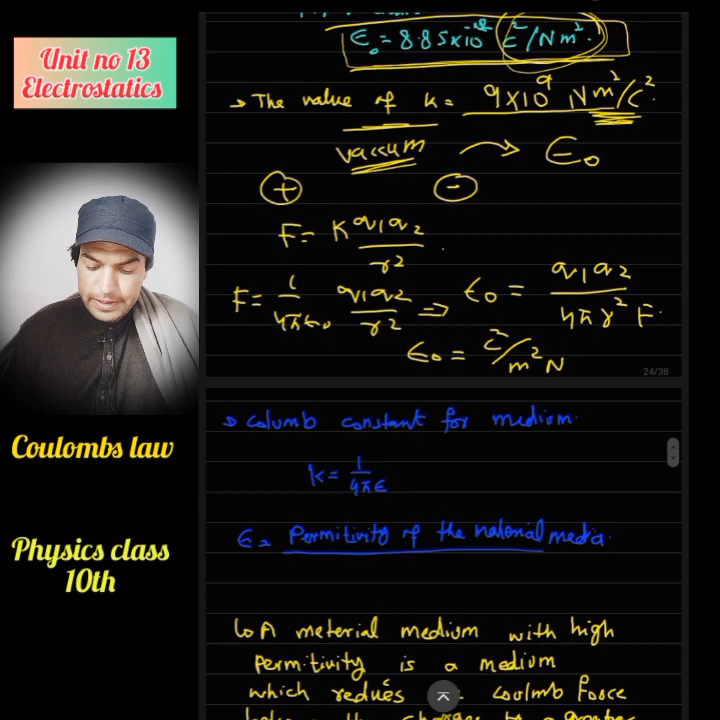 Unit no 13
Electrostatics
Coulombs law
Physics class
10th
ε₀ = 8.85×10 C²/Nm².
→ The value of k = 9×10⁹ Nm²/C².
vaccum → ε₀
+ -
F = K q₁q₂/r².
F = 1/4πε₀ q₁q₂/r² ⇒ ε₀ = q₁q₂/4πr² F.
ε₀ = C²/m²N
24/38
→ Columb constant for medium.
k = 1/4πε
ε = Permitivity of the material media.
↳ A meterial medium with high
Permitivity is a medium
which redues coolmb force